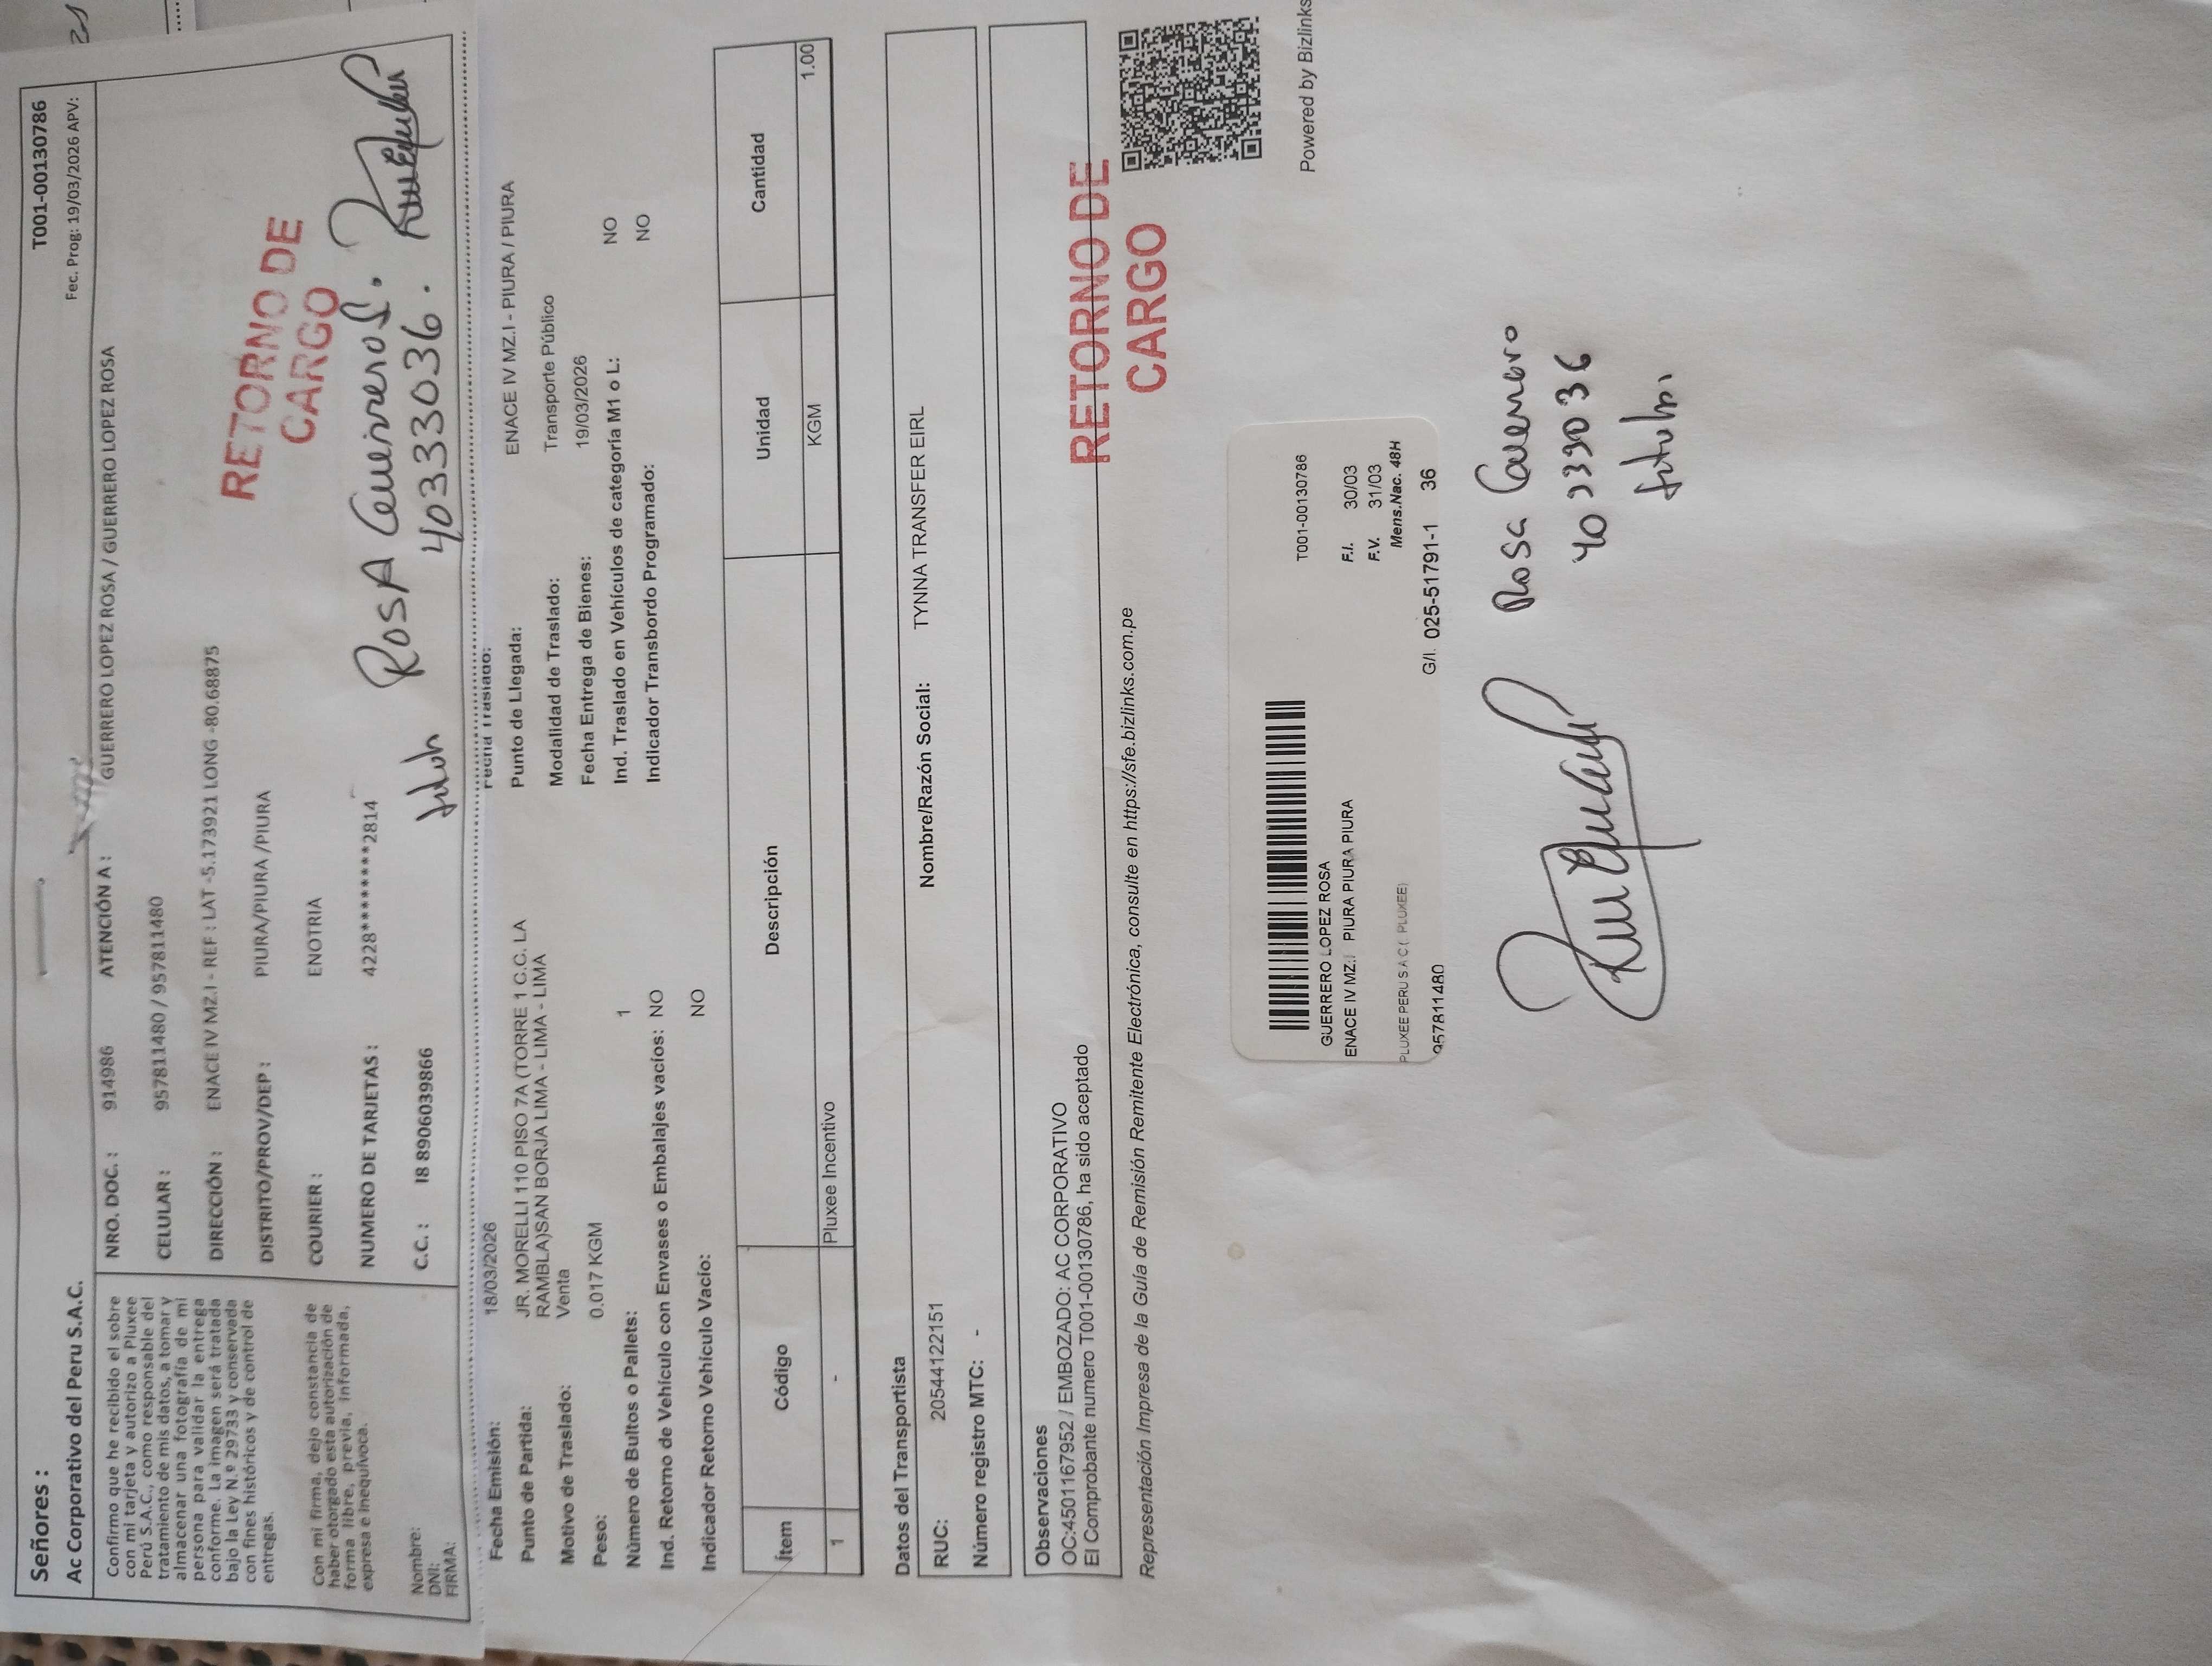 Señores :
T001-00130786
Ac Corporativo del Peru S.A.C.
Fec. Prog: 19/03/2026 APV:
Confirmo que he recibido el sobre
con mi tarjeta y autorizo a Pluxee
Perú S.A.C., como responsable del
tratamiento de mis datos, a tomar y
almacenar una fotografía de mi
persona para validar la entrega
conforme. La imagen será tratada
bajo la Ley N.º 29733 y conservada
con fines históricos y de control de
entregas.
Con mi firma, dejo constancia de
haber otorgado esta autorización de
forma libre, previa, informada,
expresa e inequívoca.
Nombre:
DNI:
FIRMA:
NRO. DOC. : 914986 ATENCIÓN A : GUERRERO LOPEZ ROSA / GUERRERO LOPEZ ROSA
CELULAR : 957811480 / 957811480
DIRECCIÓN : ENACE IV MZ.I - REF : LAT -5.173921 LONG -80.68875
DISTRITO/PROV/DEP : PIURA/PIURA /PIURA
COURIER : ENOTRIA
NUMERO DE TARJETAS : 4228*********2814
C.C. : I8 8906039866
RETORNO DE
CARGO
ROSA Guerrero L.
40333036.
titular
Fecha Emisión: 18/03/2026
Fecha Traslado:
Punto de Partida: JR. MORELLI 110 PISO 7A (TORRE 1 C.C. LA
RAMBLA)SAN BORJA LIMA - LIMA - LIMA
Punto de Llegada: ENACE IV MZ.I - PIURA / PIURA
Motivo de Traslado: Venta
Modalidad de Traslado: Transporte Público
Peso: 0.017 KGM
Fecha Entrega de Bienes: 19/03/2026
Número de Bultos o Pallets: 1
Ind. Traslado en Vehículos de categoría M1 o L: NO
Ind. Retorno de Vehículo con Envases o Embalajes vacíos: NO
Indicador Transbordo Programado: NO
Indicador Retorno Vehículo Vacío: NO
Ítem Código Descripción Unidad Cantidad
1 - Pluxee Incentivo KGM 1.00
Datos del Transportista
RUC: 20544122151 Nombre/Razón Social: TYNNA TRANSFER EIRL
Número registro MTC: -
Observaciones
OC:4501167952 / EMBOZADO: AC CORPORATIVO
El Comprobante numero T001-00130786, ha sido aceptado
RETORNO DE
CARGO
Representación Impresa de la Guía de Remisión Remitente Electrónica, consulte en https://sfe.bizlinks.com.pe
Powered by Bizlinks
T001-00130786
GUERRERO LOPEZ ROSA
ENACE IV MZ.I PIURA PIURA PIURA
F.I. 30/03
F.V. 31/03
Mens.Nac. 48H
PLUXEE PERU S A C ( PLUXEE)
957811480
G/I. 025-51791-1 36
Rosa Guerrero
40333036
titular